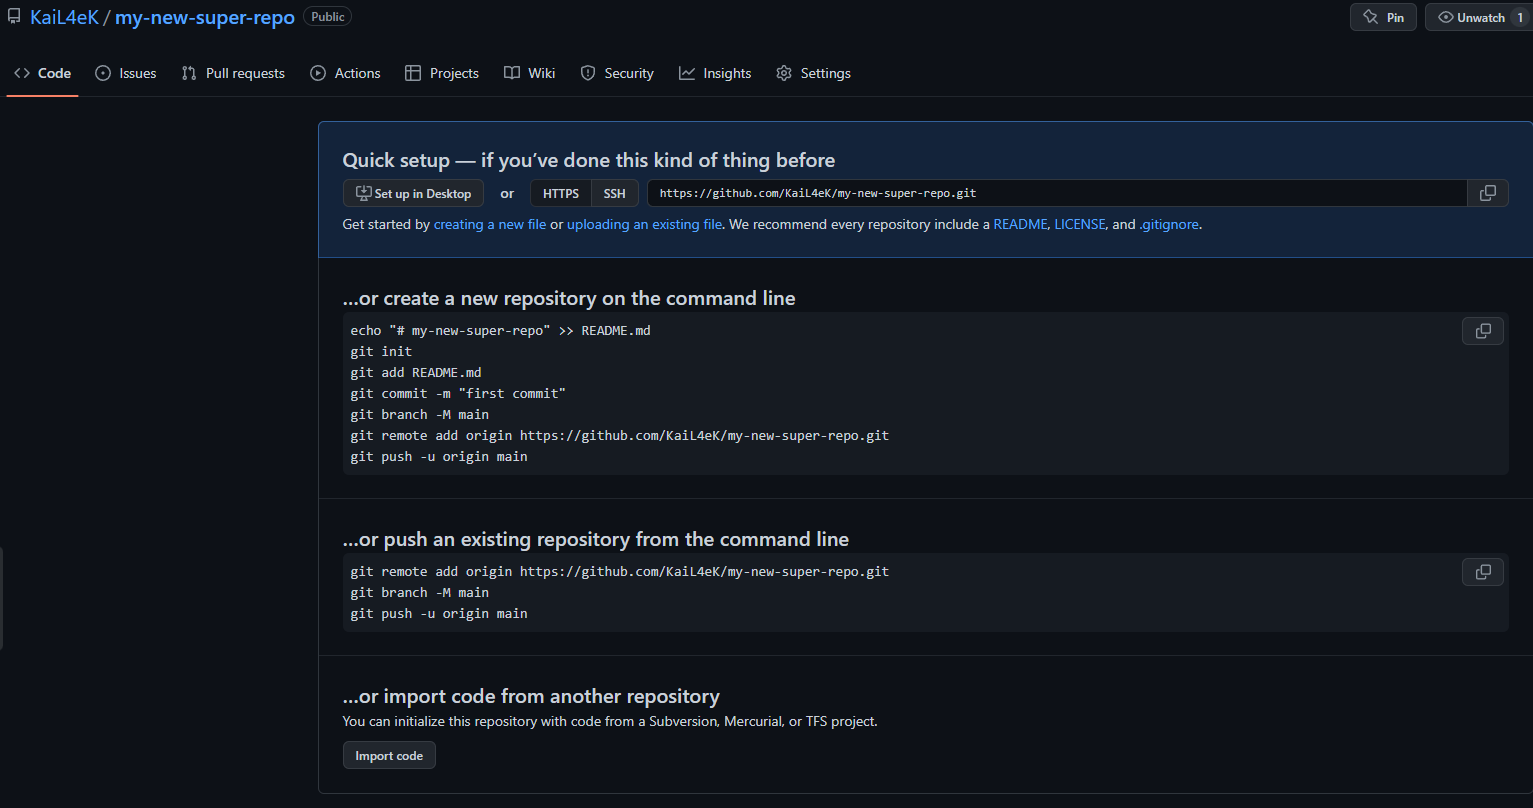 KaiL4eK / my-new-super-repo Public Pin Unwatch 1
Code Issues Pull requests Actions Projects Wiki Security Insights Settings
Quick setup — if you’ve done this kind of thing before
Set up in Desktop or HTTPS SSH https://github.com/KaiL4eK/my-new-super-repo.git
Get started by creating a new file or uploading an existing file. We recommend every repository include a README, LICENSE, and .gitignore.
…or create a new repository on the command line
echo "# my-new-super-repo" >> README.md
git init
git add README.md
git commit -m "first commit"
git branch -M main
git remote add origin https://github.com/KaiL4eK/my-new-super-repo.git
git push -u origin main
…or push an existing repository from the command line
git remote add origin https://github.com/KaiL4eK/my-new-super-repo.git
git branch -M main
git push -u origin main
…or import code from another repository
You can initialize this repository with code from a Subversion, Mercurial, or TFS project.
Import code